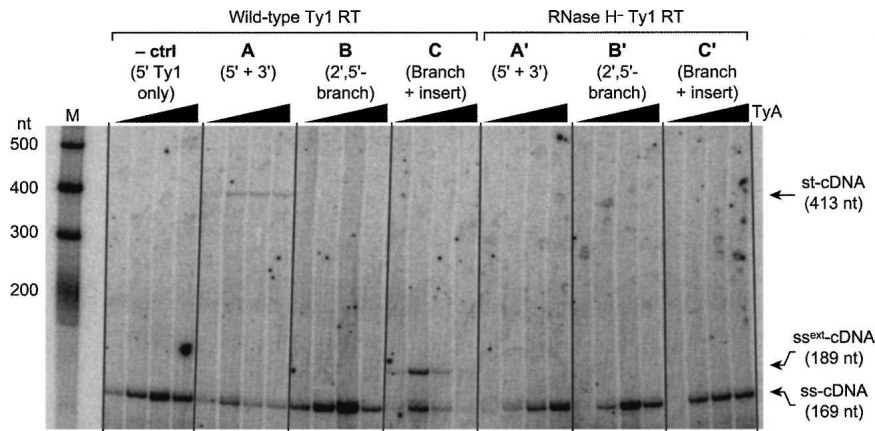 Wild-type Ty1 RT
RNase H– Ty1 RT
– ctrl
(5' Ty1 only)
A
(5' + 3')
B
(2',5'-branch)
C
(Branch + insert)
A'
(5' + 3')
B'
(2',5'-branch)
C'
(Branch + insert)
nt
M
TyA
500
400
300
200
st-cDNA
(413 nt)
ssext-cDNA
(189 nt)
ss-cDNA
(169 nt)